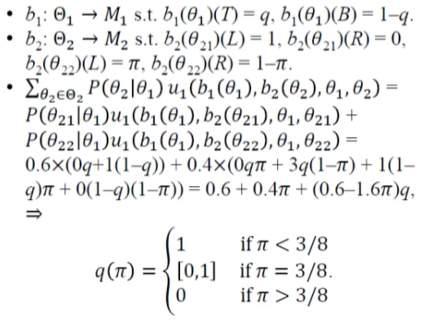 • b₁: Θ₁ → M₁ s.t. b₁(θ₁)(T) = q, b₁(θ₁)(B) = 1–q.
• b₂: Θ₂ → M₂ s.t. b₂(θ₂₁)(L) = 1, b₂(θ₂₁)(R) = 0,
b₂(θ₂₂)(L) = π, b₂(θ₂₂)(R) = 1–π.
• ∑_{θ₂∈Θ₂} P(θ₂|θ₁) u₁(b₁(θ₁),b₂(θ₂),θ₁,θ₂) =
P(θ₂₁|θ₁)u₁(b₁(θ₁),b₂(θ₂₁),θ₁,θ₂₁) +
P(θ₂₂|θ₁)u₁(b₁(θ₁),b₂(θ₂₂),θ₁,θ₂₂) =
0.6×(0q+1(1–q)) + 0.4×(0qπ + 3q(1–π) + 1(1–
q)π + 0(1–q)(1–π)) = 0.6 + 0.4π + (0.6–1.6π)q,
⇒
q(π) = { 1 if π < 3/8
[0,1] if π = 3/8.
0 if π > 3/8